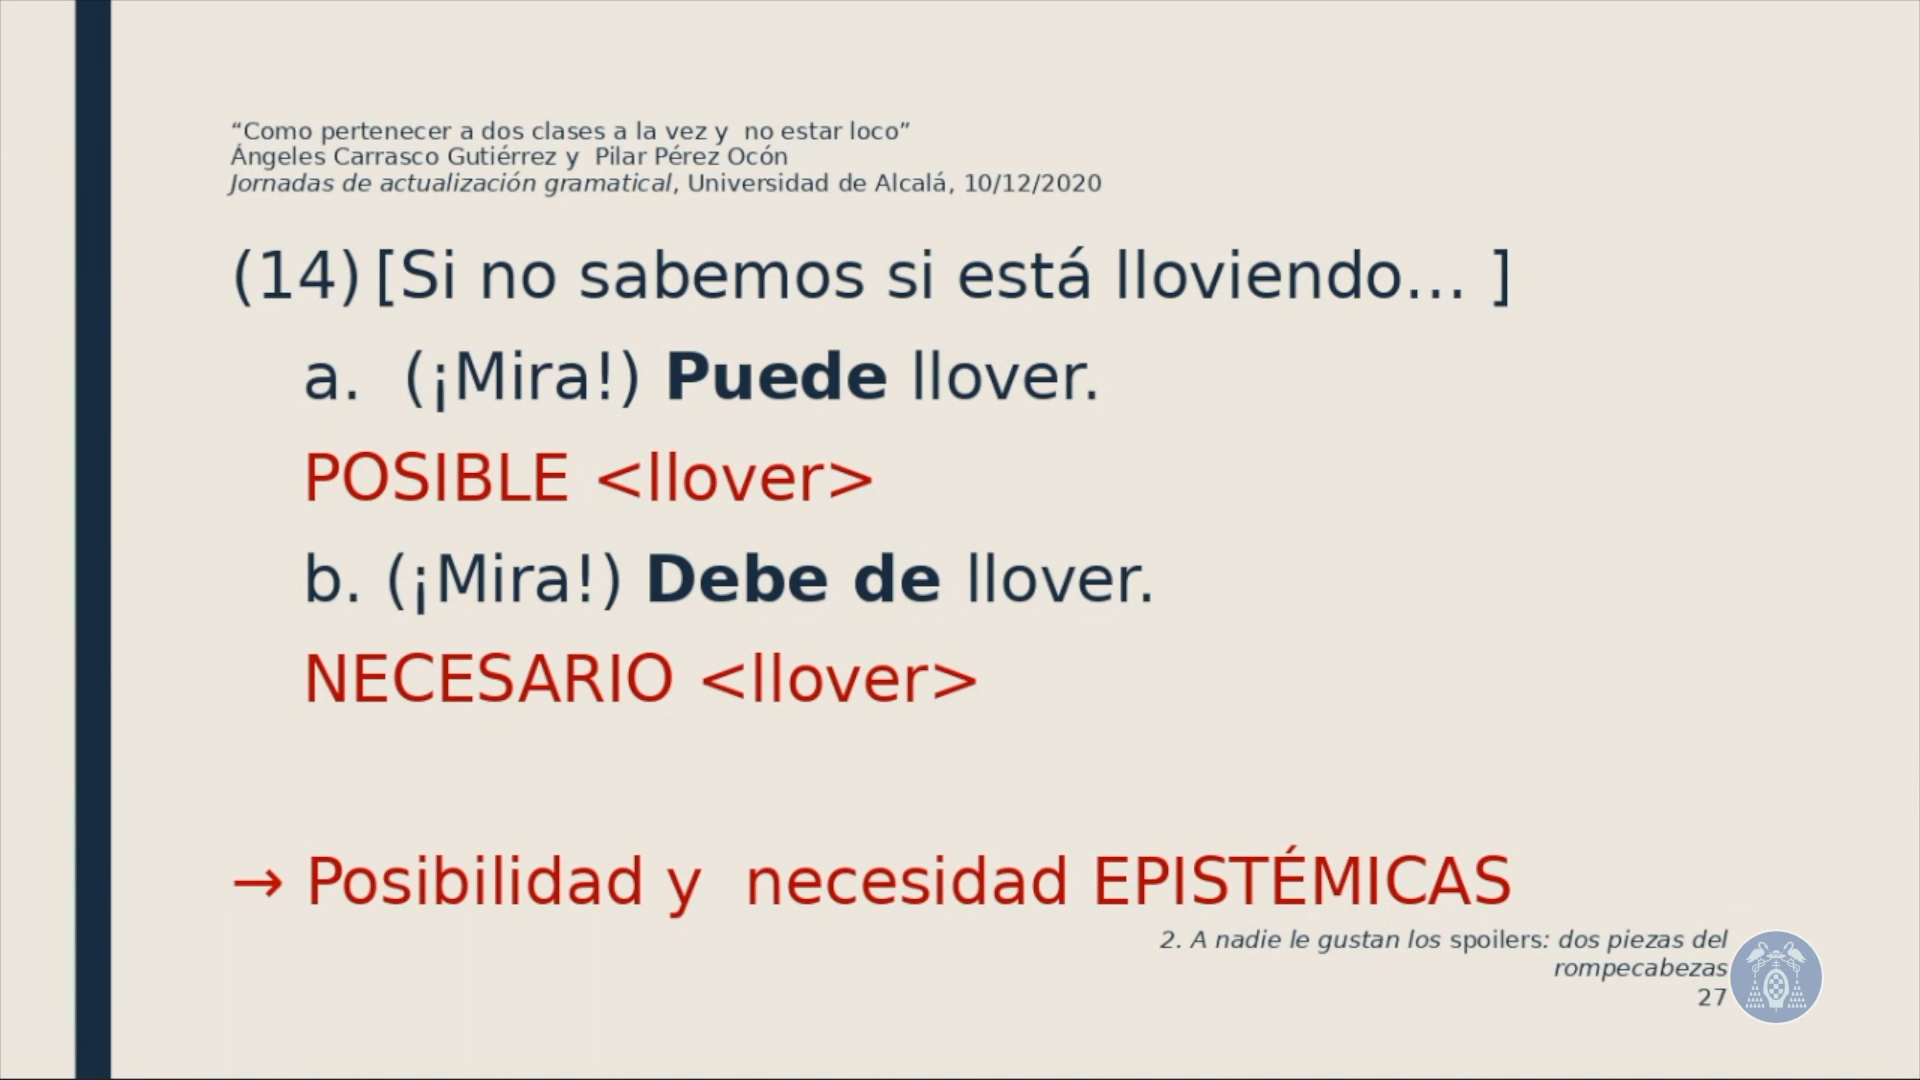 “Como pertenecer a dos clases a la vez y  no estar loco”
Ángeles Carrasco Gutiérrez y  Pilar Pérez Ocón
Jornadas de actualización gramatical, Universidad de Alcalá, 10/12/2020
(14) [Si no sabemos si está lloviendo… ]
a.  (¡Mira!) Puede llover.
POSIBLE <llover>
b. (¡Mira!) Debe de llover.
NECESARIO <llover>
→ Posibilidad y  necesidad EPISTÉMICAS
2. A nadie le gustan los spoilers: dos piezas del
rompecabezas
27